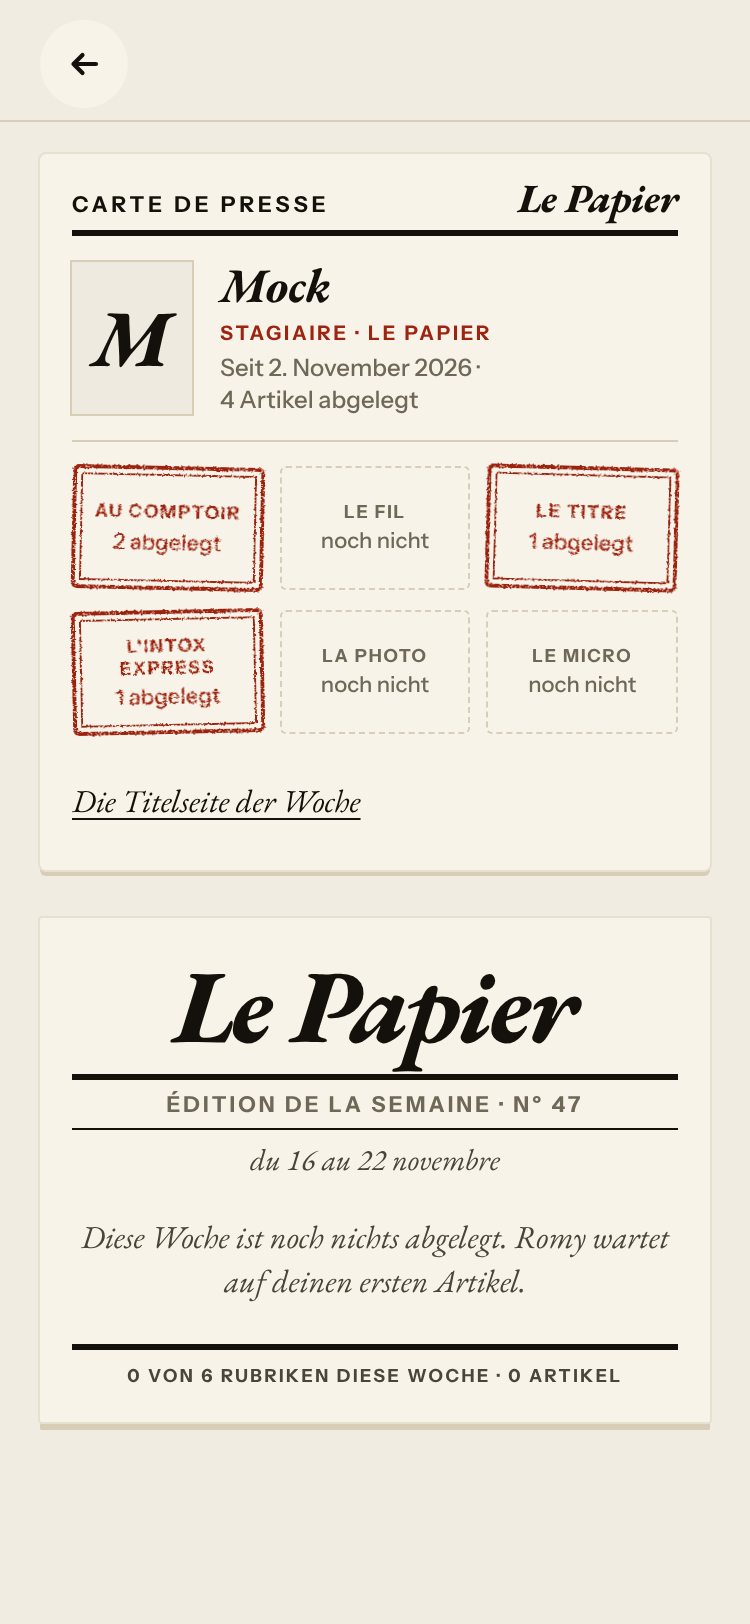 CARTE DE PRESSE
Le Papier
M
Mock
STAGIAIRE · LE PAPIER
Seit 2. November 2026 ·
4 Artikel abgelegt
AU COMPTOIR
2 abgelegt
LE FIL
noch nicht
LE TITRE
1 abgelegt
L'INTOX
EXPRESS
1 abgelegt
LA PHOTO
noch nicht
LE MICRO
noch nicht
Die Titelseite der Woche
Le Papier
ÉDITION DE LA SEMAINE · N° 47
du 16 au 22 novembre
Diese Woche ist noch nichts abgelegt. Romy wartet
auf deinen ersten Artikel.
0 VON 6 RUBRIKEN DIESE WOCHE · 0 ARTIKEL